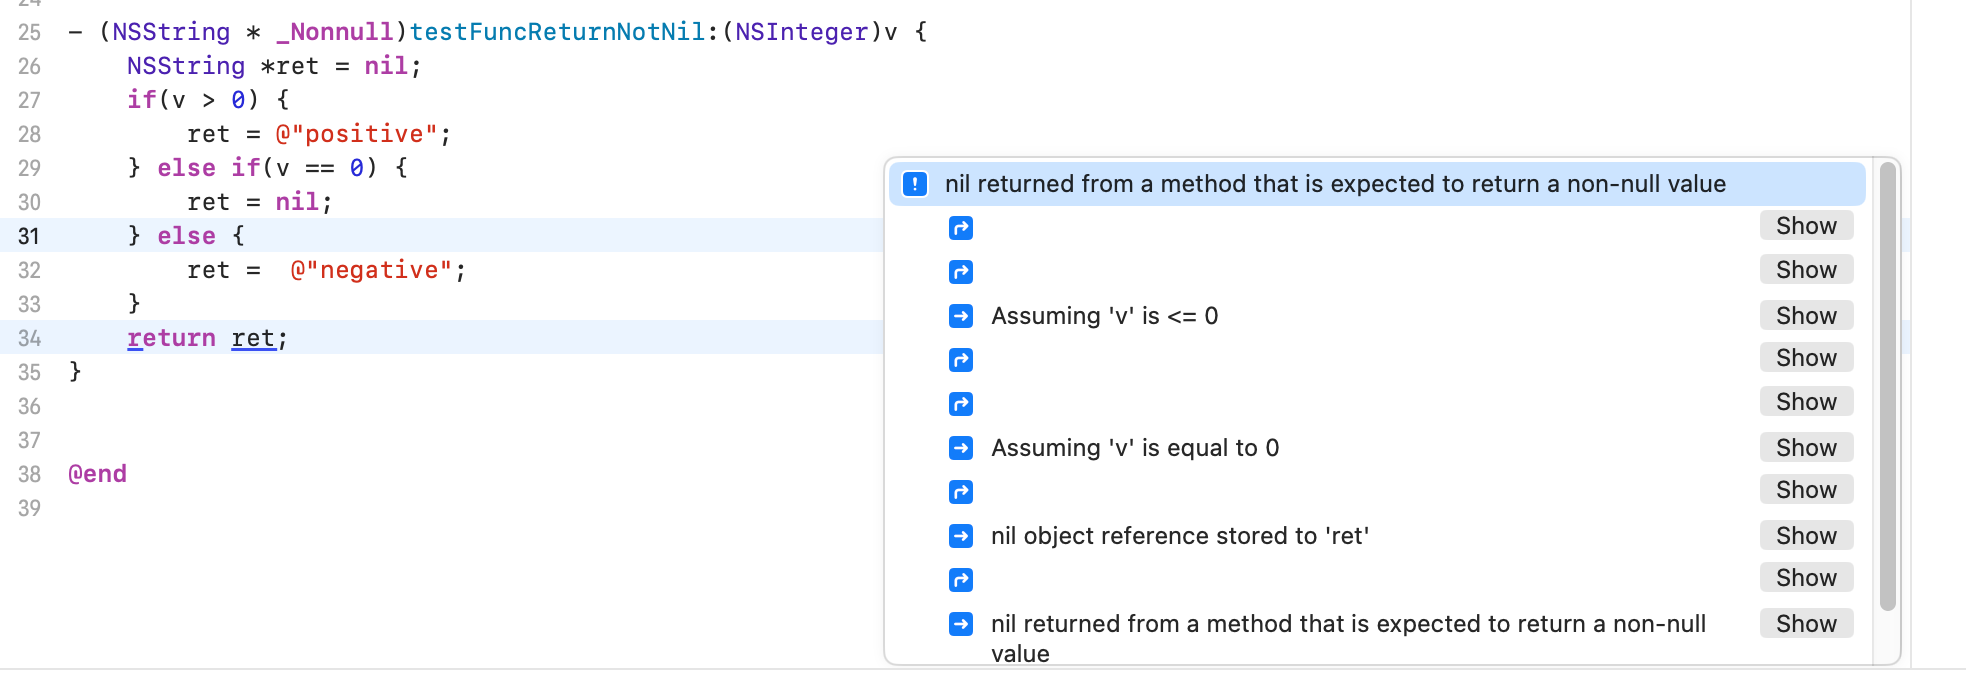 24
25 - (NSString * _Nonnull)testFuncReturnNotNil:(NSInteger)v {
26 NSString *ret = nil;
27 if(v > 0) {
28 ret = @"positive";
29 } else if(v == 0) {
30 ret = nil;
31 } else {
32 ret =  @"negative";
33 }
34 return ret;
35 }
36
37
38 @end
39
! nil returned from a method that is expected to return a non-null value
Show
Show
Assuming 'v' is <= 0 Show
Show
Show
Assuming 'v' is equal to 0 Show
Show
nil object reference stored to 'ret' Show
Show
nil returned from a method that is expected to return a non-null Show
value